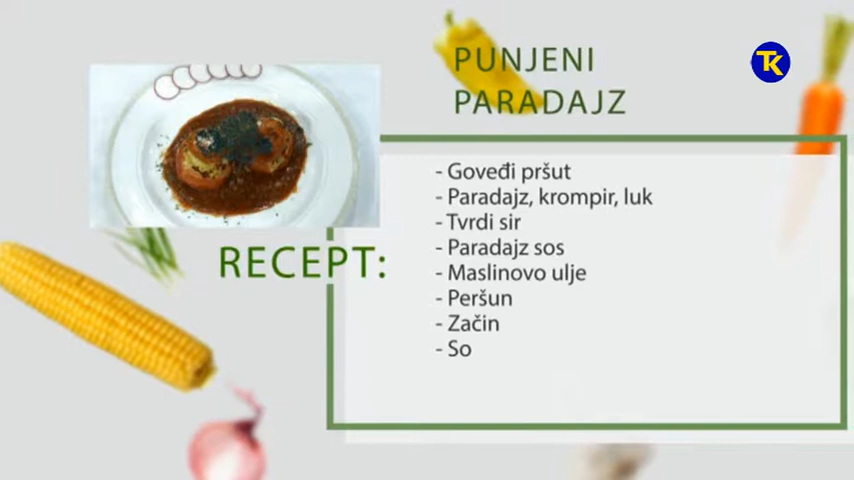 PUNJENI
PARADAJZ
TK
- Goveđi pršut
- Paradajz, krompir, luk
- Tvrdi sir
- Paradajz sos
- Maslinovo ulje
- Peršun
- Začin
- So
RECEPT: